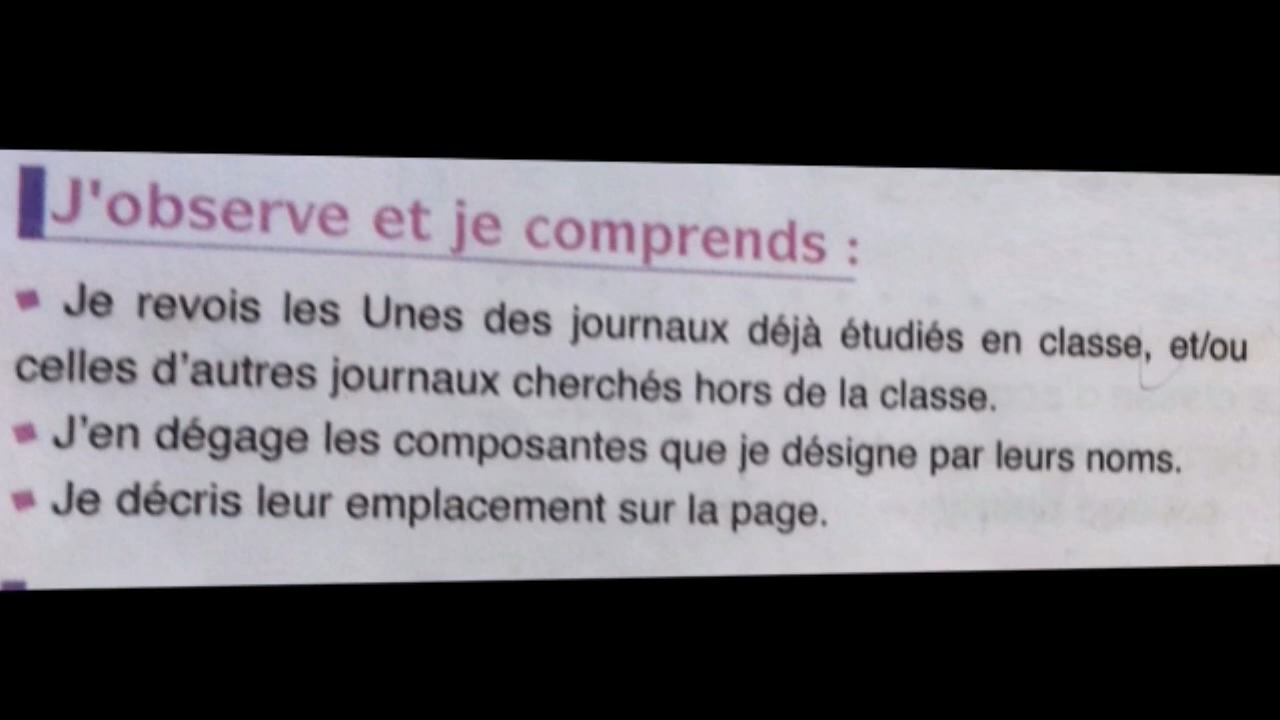 J'observe et je comprends :
Je revois les Unes des journaux déjà étudiés en classe, et/ou
celles d'autres journaux cherchés hors de la classe.
J'en dégage les composantes que je désigne par leurs noms.
Je décris leur emplacement sur la page.